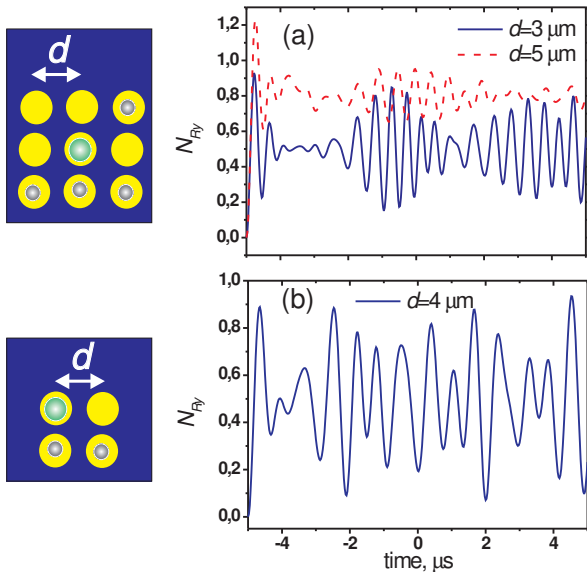 d
(a)
d=3 µm
d=5 µm
N_Ry
1,2
1,0
0,8
0,6
0,4
0,2
0,0
d
(b)
d=4 µm
N_Ry
1,0
0,8
0,6
0,4
0,2
0,0
-4 -2 0 2 4
time, µs